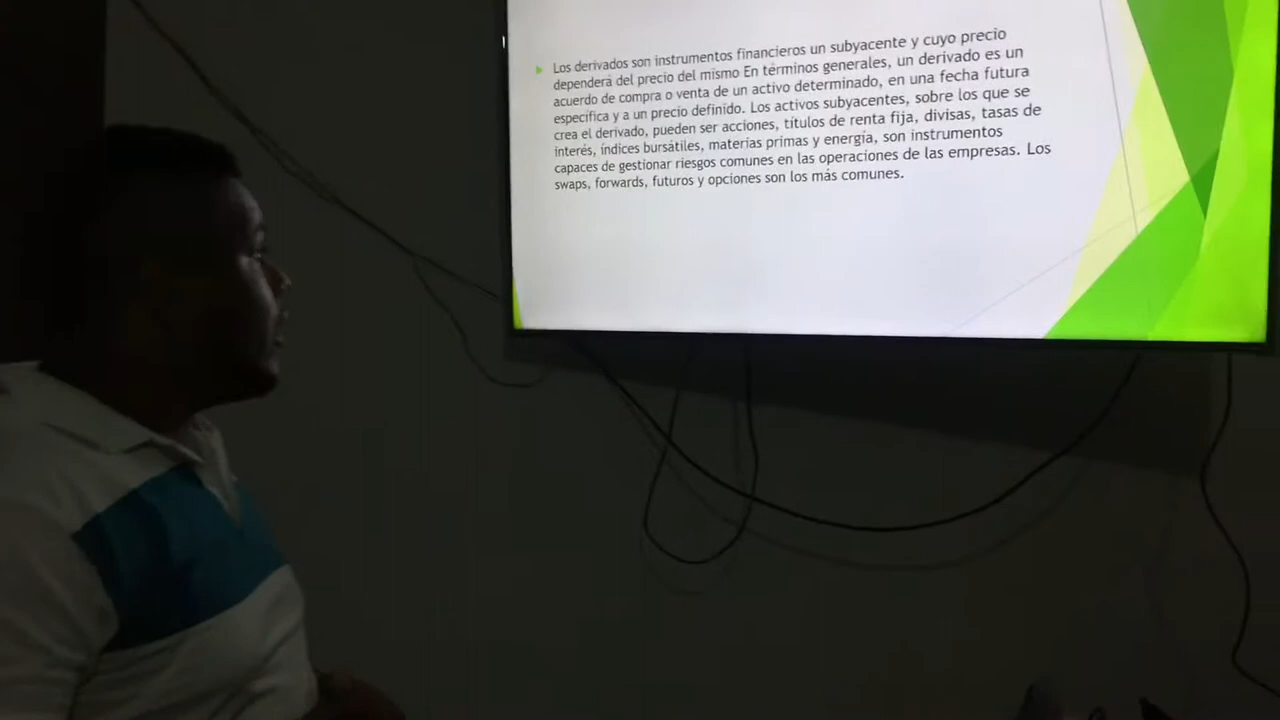 Los derivados son instrumentos financieros un subyacente y cuyo precio
dependerá del precio del mismo En términos generales, un derivado es un
acuerdo de compra o venta de un activo determinado, en una fecha futura
específica y a un precio definido. Los activos subyacentes, sobre los que se
crea el derivado, pueden ser acciones, títulos de renta fija, divisas, tasas de
interés, índices bursátiles, materias primas y energía, son instrumentos
capaces de gestionar riesgos comunes en las operaciones de las empresas. Los
swaps, forwards, futuros y opciones son los más comunes.